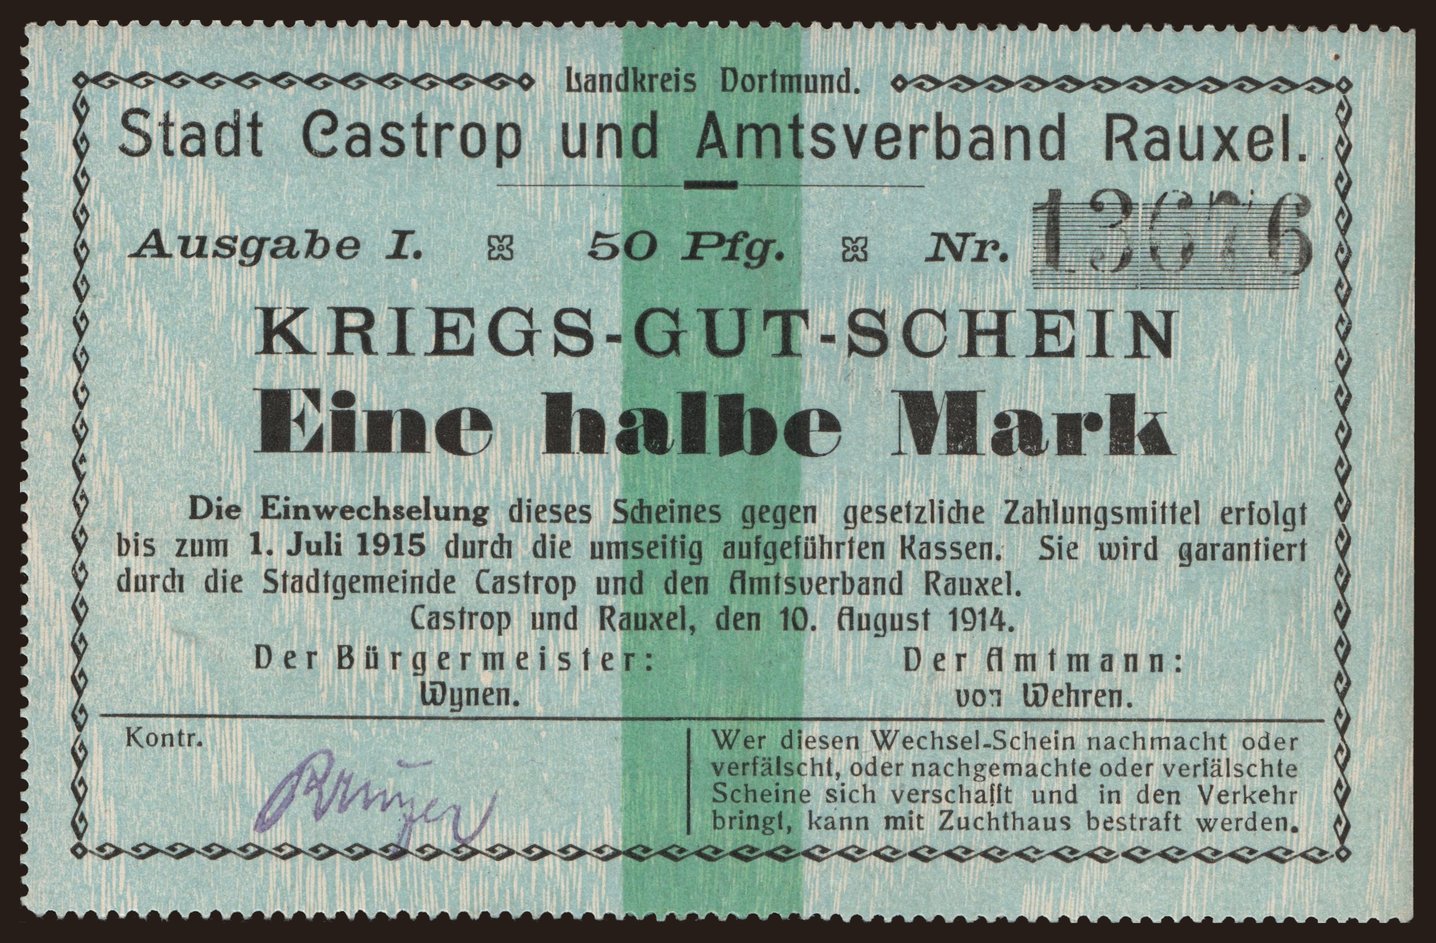 Landkreis Dortmund.
Stadt Castrop und Amtsverband Rauxel.
Ausgabe I. 50 Pfg. Nr. 13676
KRIEGS-GUT-SCHEIN
Eine halbe Mark
Die Einwechselung dieses Scheines gegen gesetzliche Zahlungsmittel erfolgt
bis zum 1. Juli 1915 durch die umseitig aufgeführten Kassen. Sie wird garantiert
durch die Stadtgemeinde Castrop und den Amtsverband Rauxel.
Castrop und Rauxel, den 10. August 1914.
Der Bürgermeister: Der Amtmann:
Wynen. von Wehren.
Kontr.
Wer diesen Wechsel-Schein nachmacht oder
verfälscht, oder nachgemachte oder verfälschte
Scheine sich verschafft und in den Verkehr
bringt, kann mit Zuchthaus bestraft werden.